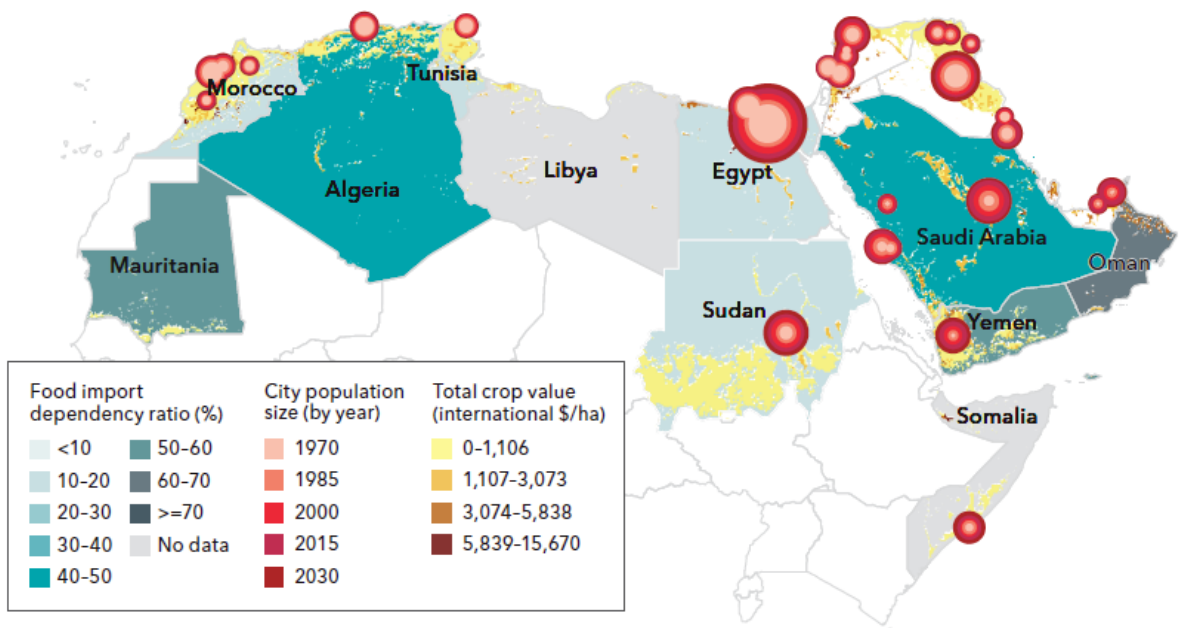 Morocco
Tunisia
Algeria
Libya
Egypt
Saudi Arabia
Mauritania
Oman
Sudan
Yemen
Somalia
Food import
dependency ratio (%)
<10
10–20
20–30
30–40
40–50
50–60
60–70
>=70
No data
City population
size (by year)
1970
1985
2000
2015
2030
Total crop value
(international $/ha)
0–1,106
1,107–3,073
3,074–5,838
5,839–15,670